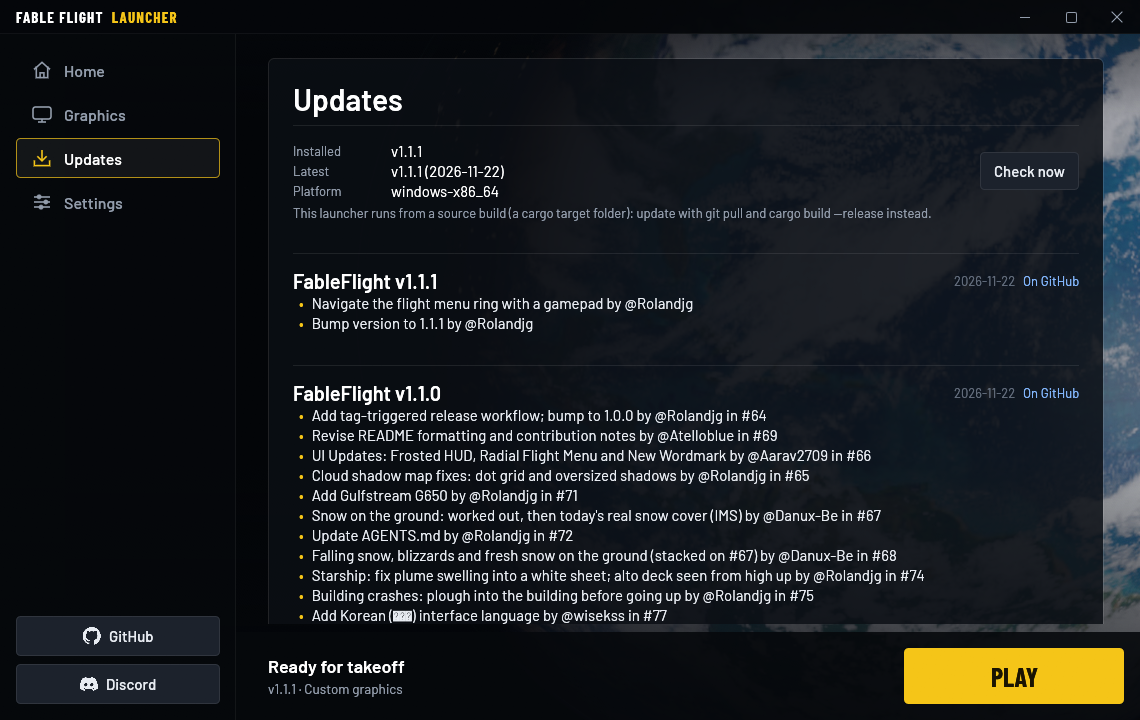 FABLE FLIGHT LAUNCHER
Home
Graphics
Updates
Settings
GitHub
Discord
Updates
Installed v1.1.1
Latest v1.1.1 (2026-11-22)
Platform windows-x86_64
Check now
This launcher runs from a source build (a cargo target folder): update with git pull and cargo build —release instead.
FableFlight v1.1.1 2026-11-22 On GitHub
• Navigate the flight menu ring with a gamepad by @Rolandjg
• Bump version to 1.1.1 by @Rolandjg
FableFlight v1.1.0 2026-11-22 On GitHub
• Add tag-triggered release workflow; bump to 1.0.0 by @Rolandjg in #64
• Revise README formatting and contribution notes by @Atelloblue in #69
• UI Updates: Frosted HUD, Radial Flight Menu and New Wordmark by @Aarav2709 in #66
• Cloud shadow map fixes: dot grid and oversized shadows by @Rolandjg in #65
• Add Gulfstream G650 by @Rolandjg in #71
• Snow on the ground: worked out, then today's real snow cover (IMS) by @Danux-Be in #67
• Update AGENTS.md by @Rolandjg in #72
• Falling snow, blizzards and fresh snow on the ground (stacked on #67) by @Danux-Be in #68
• Starship: fix plume swelling into a white sheet; alto deck seen from high up by @Rolandjg in #74
• Building crashes: plough into the building before going up by @Rolandjg in #75
• Add Korean () interface language by @wisekss in #77
Ready for takeoff
v1.1.1 · Custom graphics
PLAY